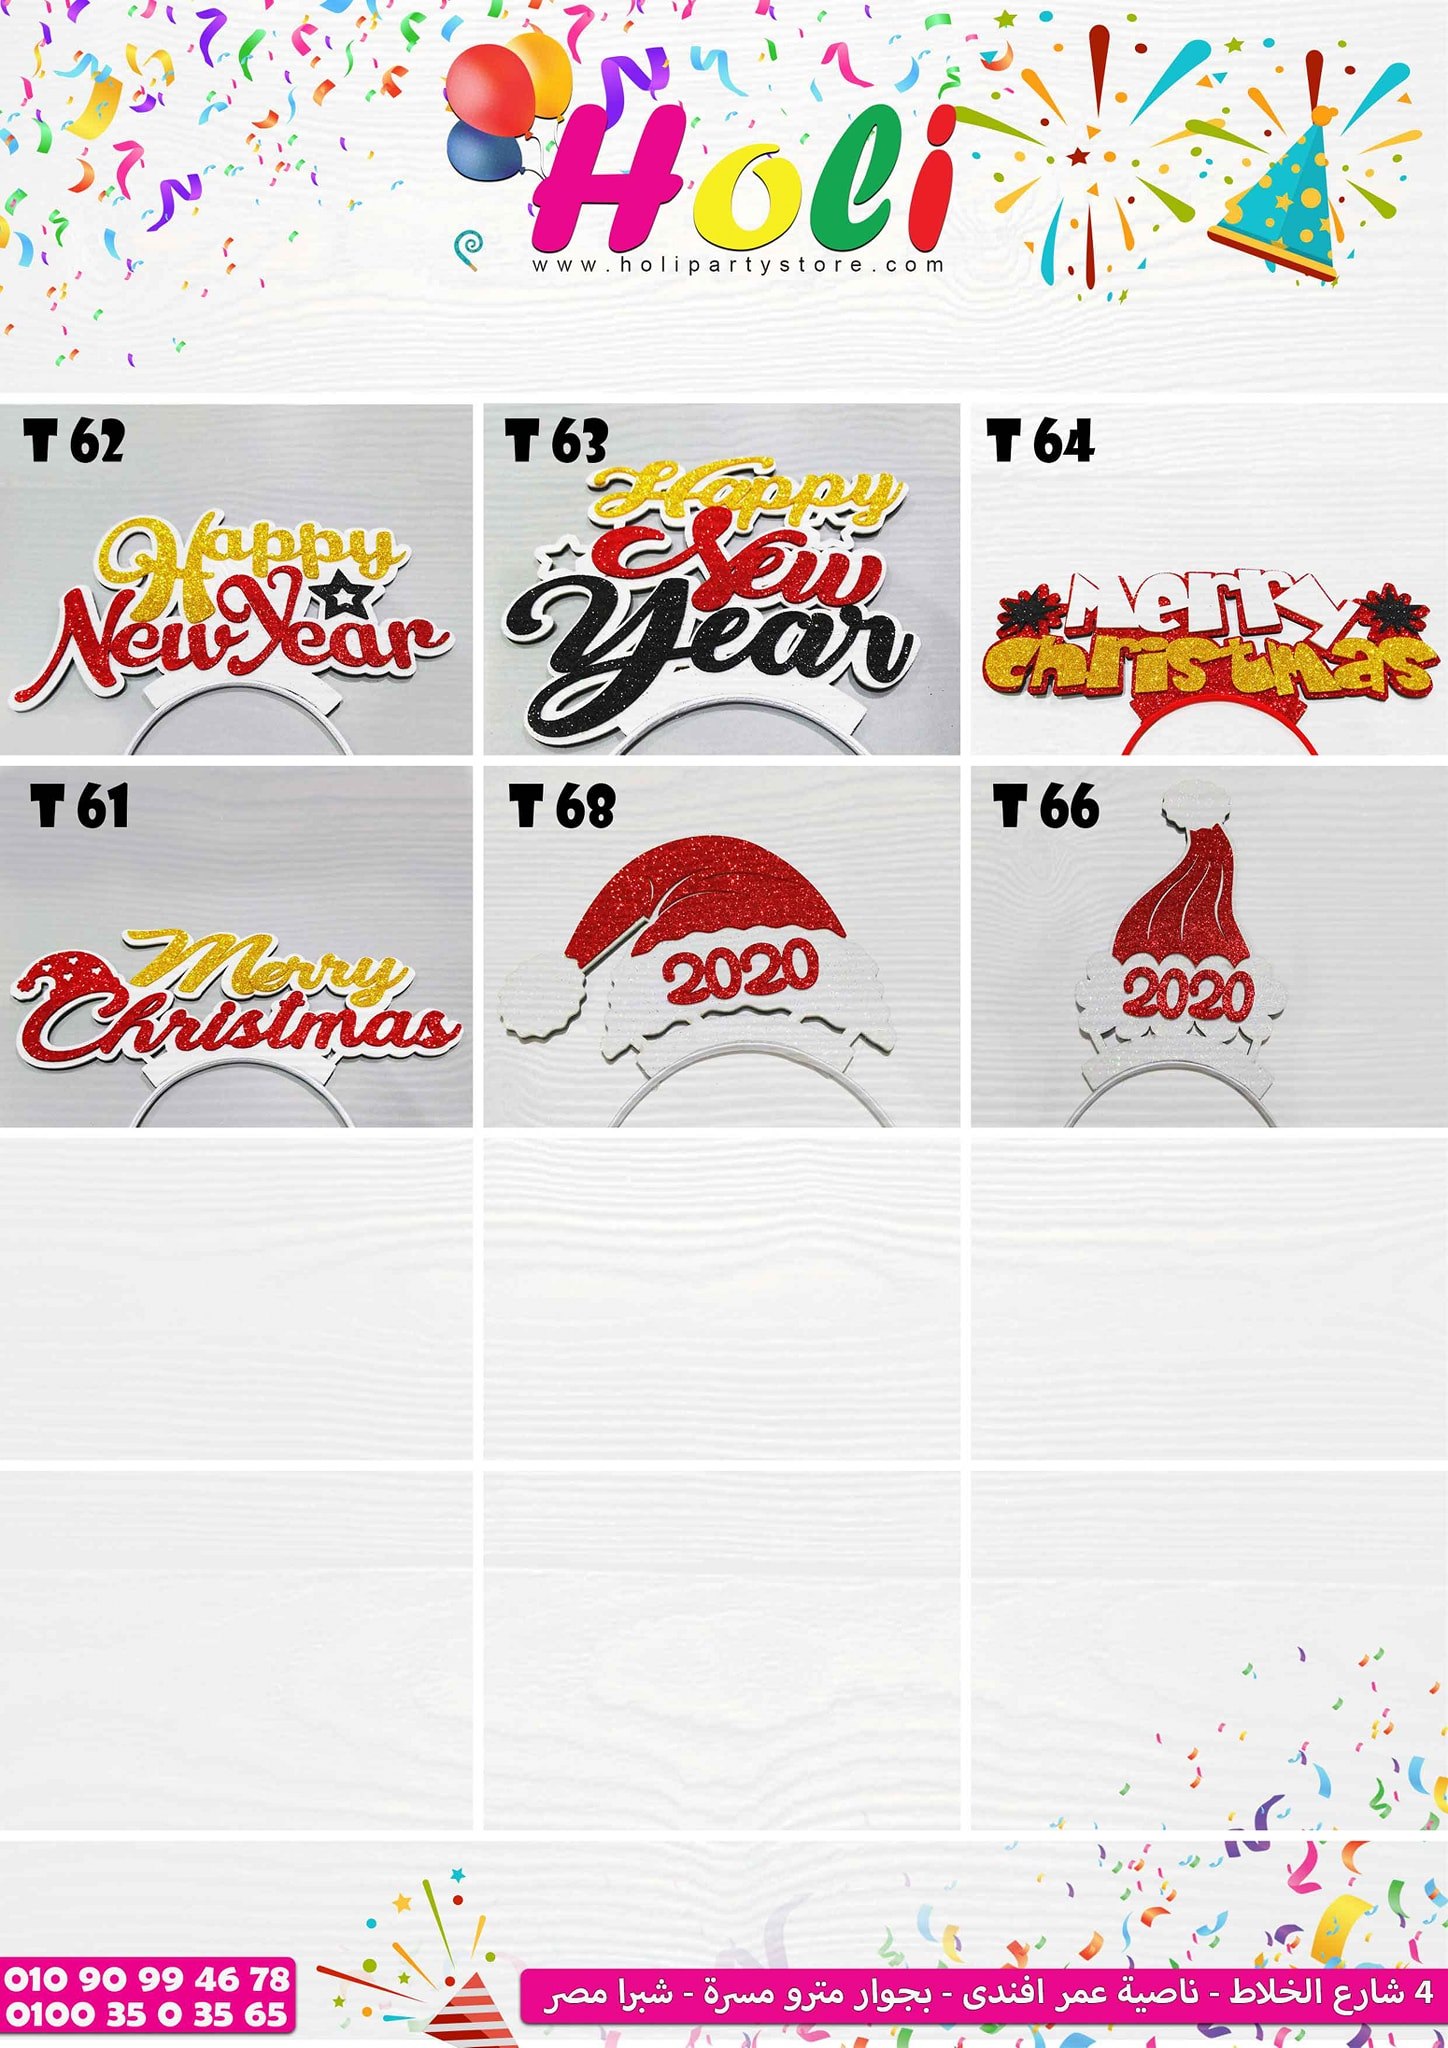 Holi
www.holipartystore.com
T 62
Happy
New Year
T 63
Happy
New
Year
T 64
Merry
christmas
T 61
Merry
Christmas
T 68
2020
T 66
2020
010 90 99 46 78
0100 35 0 35 65
4 شارع الخلاط - ناصية عمر افندى - بجوار مترو مسرة - شبرا مصر